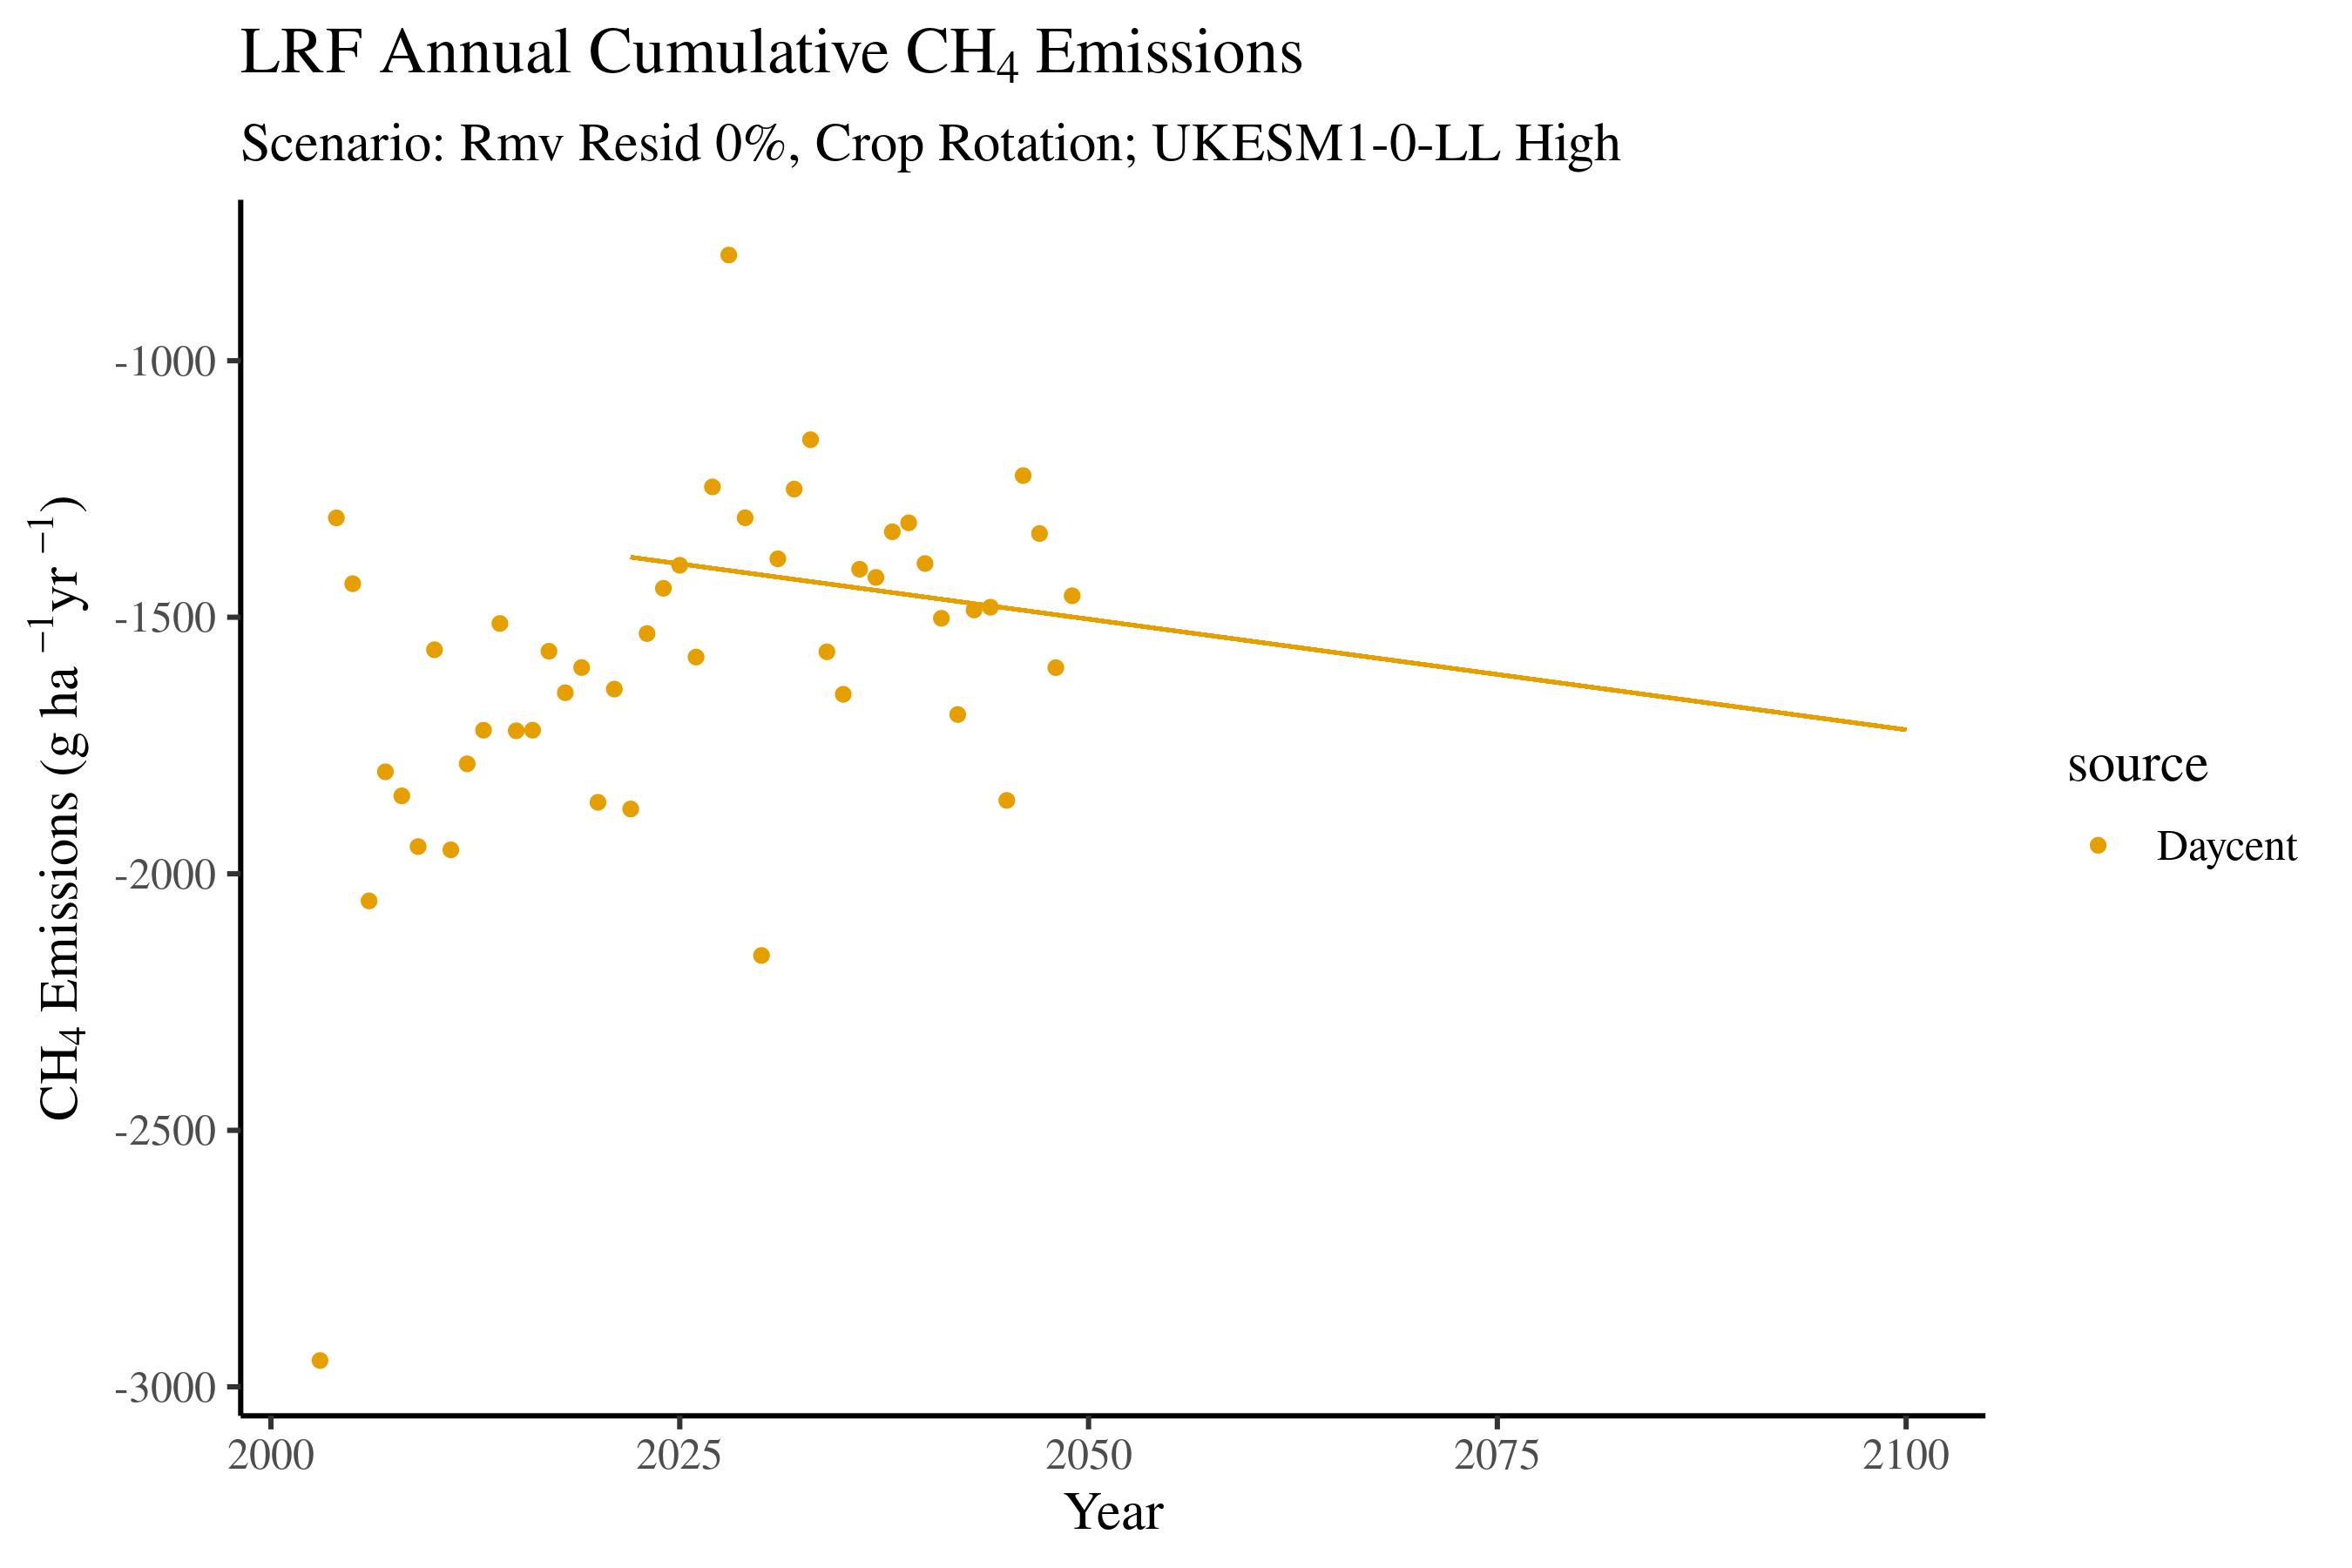 LRF Annual Cumulative CH₄ Emissions
Scenario: Rmv Resid 0%, Crop Rotation; UKESM1-0-LL High
CH₄ Emissions (g ha ⁻¹yr ⁻¹)
-1000
-1500
-2000
-2500
-3000
2000
2025
2050
2075
2100
Year
source
Daycent